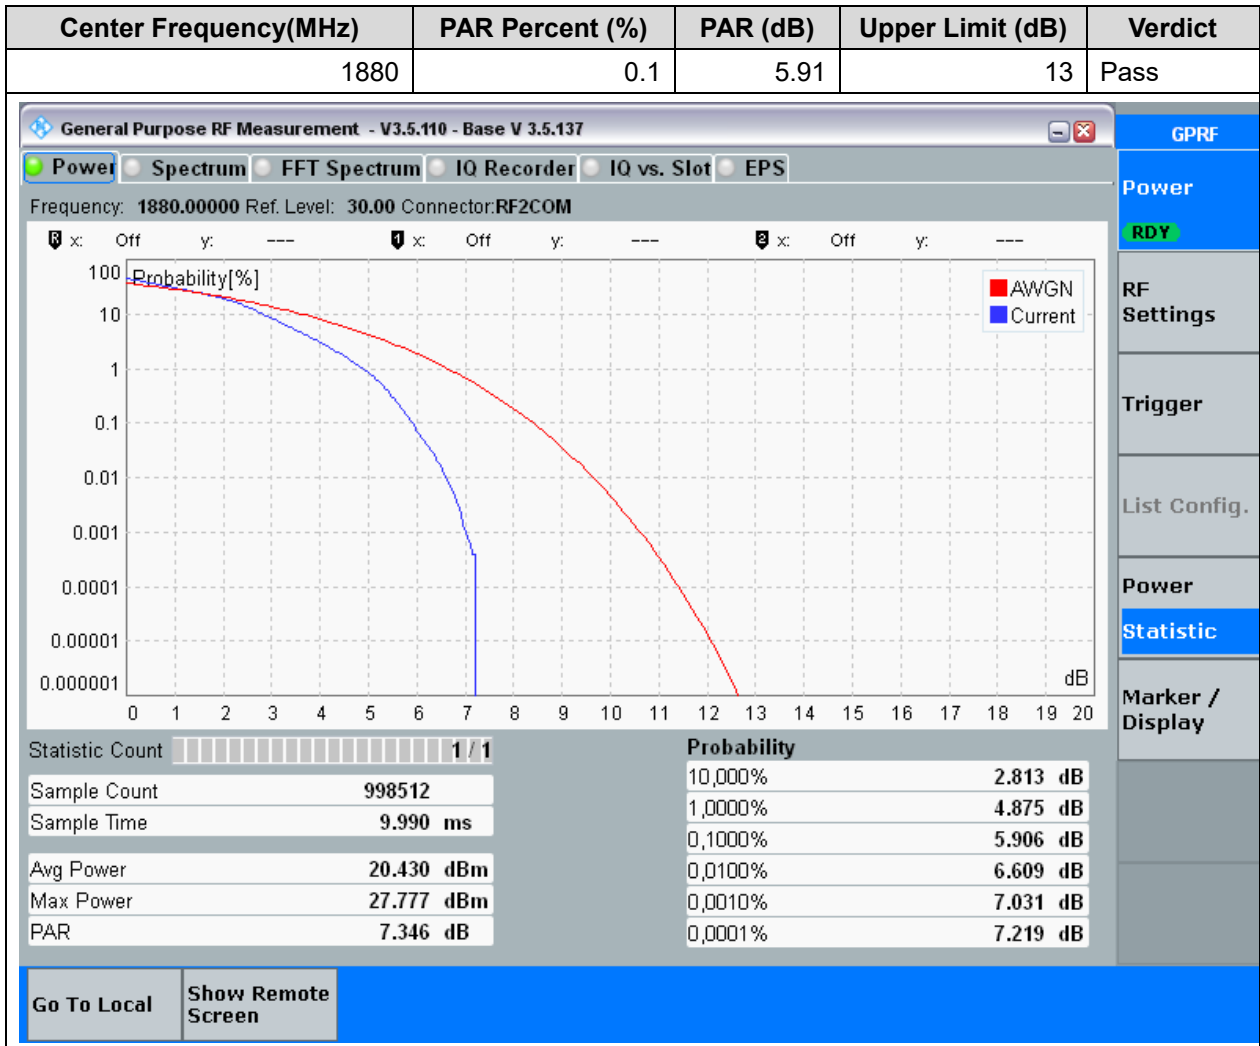 Center Frequency(MHz) PAR Percent (%) PAR (dB) Upper Limit (dB) Verdict
1880 0.1 5.91 13 Pass
General Purpose RF Measurement - V3.5.110 - Base V 3.5.137
GPRF
Power Spectrum FFT Spectrum IQ Recorder IQ vs. Slot EPS
Power
RDY
Frequency: 1880.00000 Ref. Level: 30.00 Connector:RF2COM
R x: Off y: --- 1 x: Off y: --- 2 x: Off y: ---
Probability[%]
AWGN
Current
100
10
1
0.1
0.01
0.001
0.0001
0.00001
0.000001
dB
0 1 2 3 4 5 6 7 8 9 10 11 12 13 14 15 16 17 18 19 20
RF
Settings
Trigger
List Config.
Power
Statistic
Marker /
Display
Statistic Count 1 / 1
Sample Count 998512
Sample Time 9.990 ms
Avg Power 20.430 dBm
Max Power 27.777 dBm
PAR 7.346 dB
Probability
10,000% 2.813 dB
1,0000% 4.875 dB
0,1000% 5.906 dB
0,0100% 6.609 dB
0,0010% 7.031 dB
0,0001% 7.219 dB
Go To Local
Show Remote
Screen